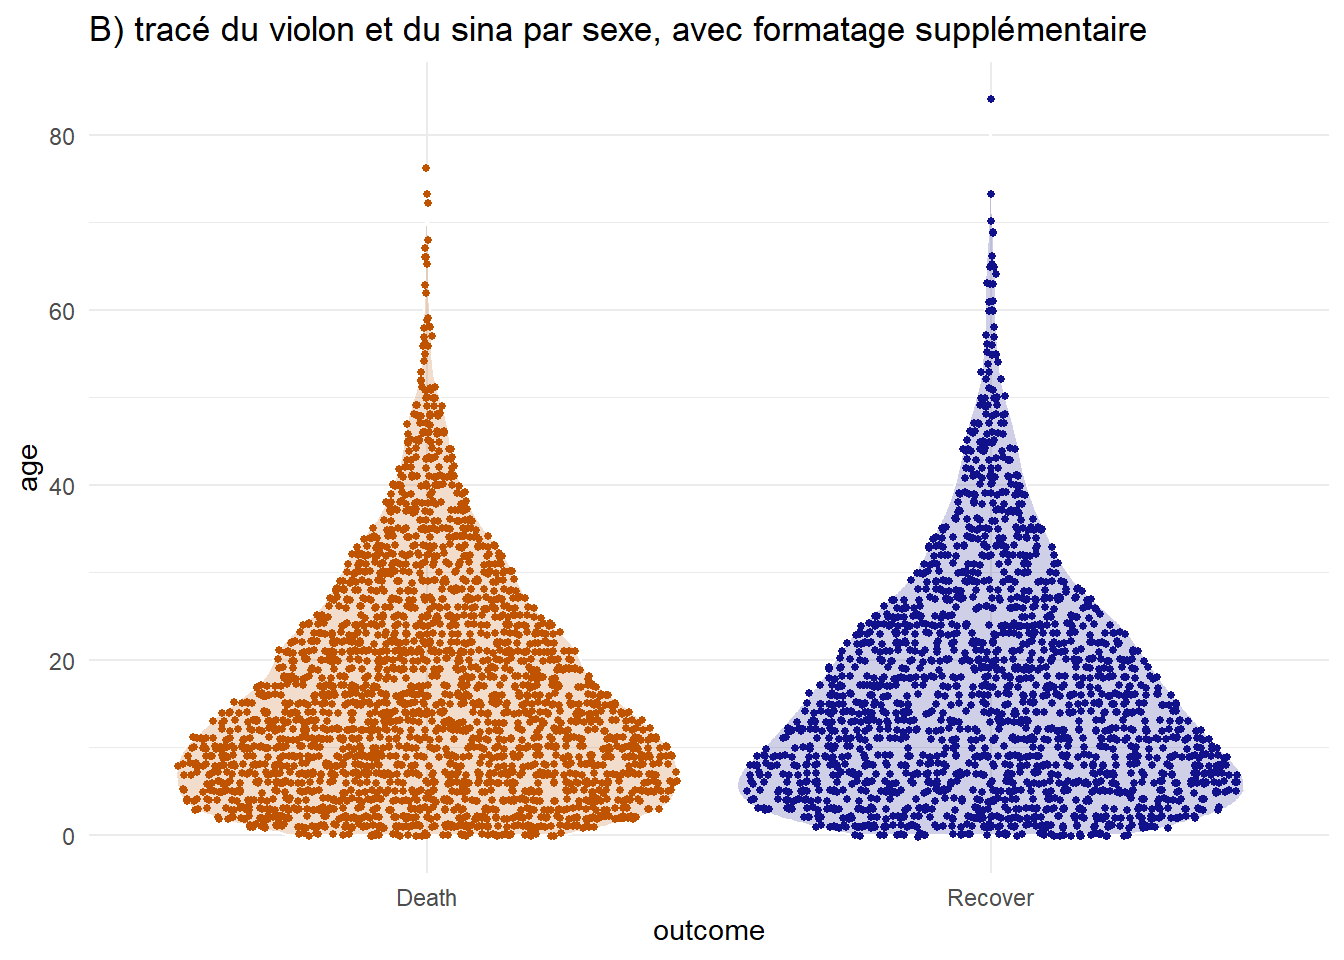 B) tracé du violon et du sina par sexe, avec formatage supplémentaire
80
60
40
20
0
age
Death
Recover
outcome